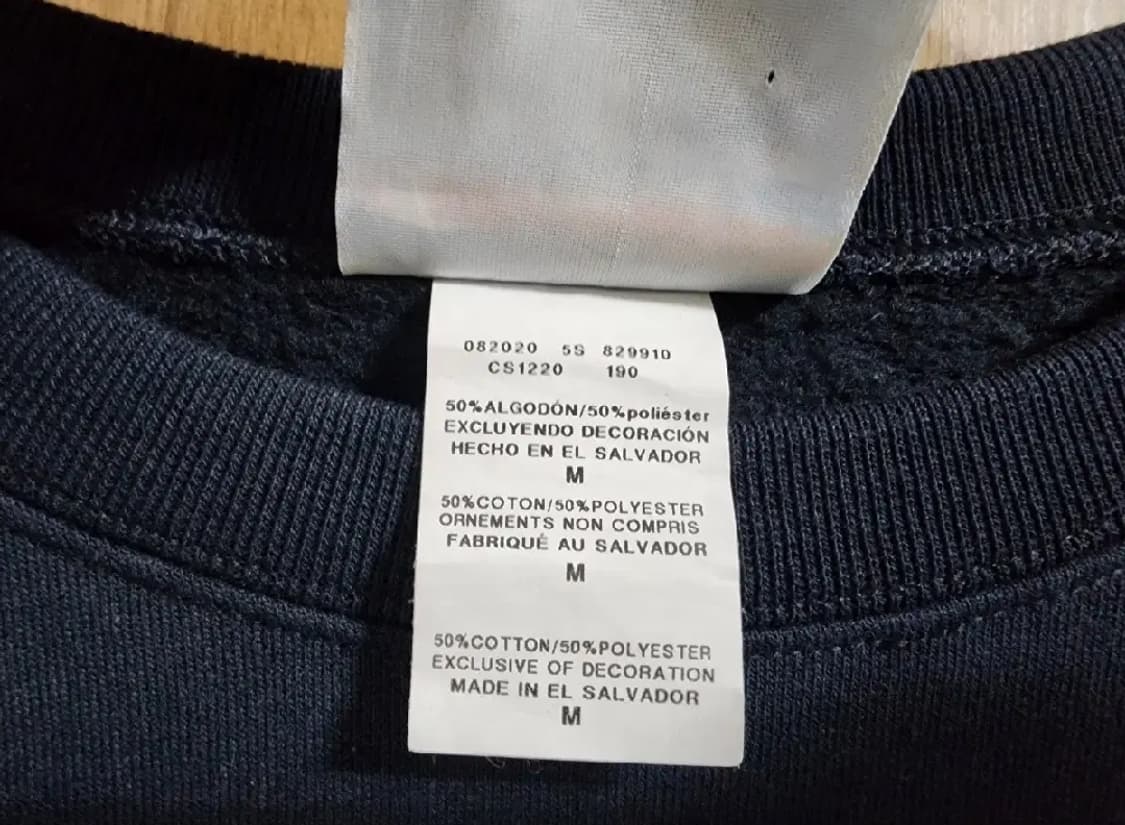 082020 5S 82991D
CS1220 190
50%ALGODÓN/50%poliéster
EXCLUYENDO DECORACIÓN
HECHO EN EL SALVADOR
M
50%COTON/50%POLYESTER
ORNEMENTS NON COMPRIS
FABRIQUÉ AU SALVADOR
M
50%COTTON/50%POLYESTER
EXCLUSIVE OF DECORATION
MADE IN EL SALVADOR
M